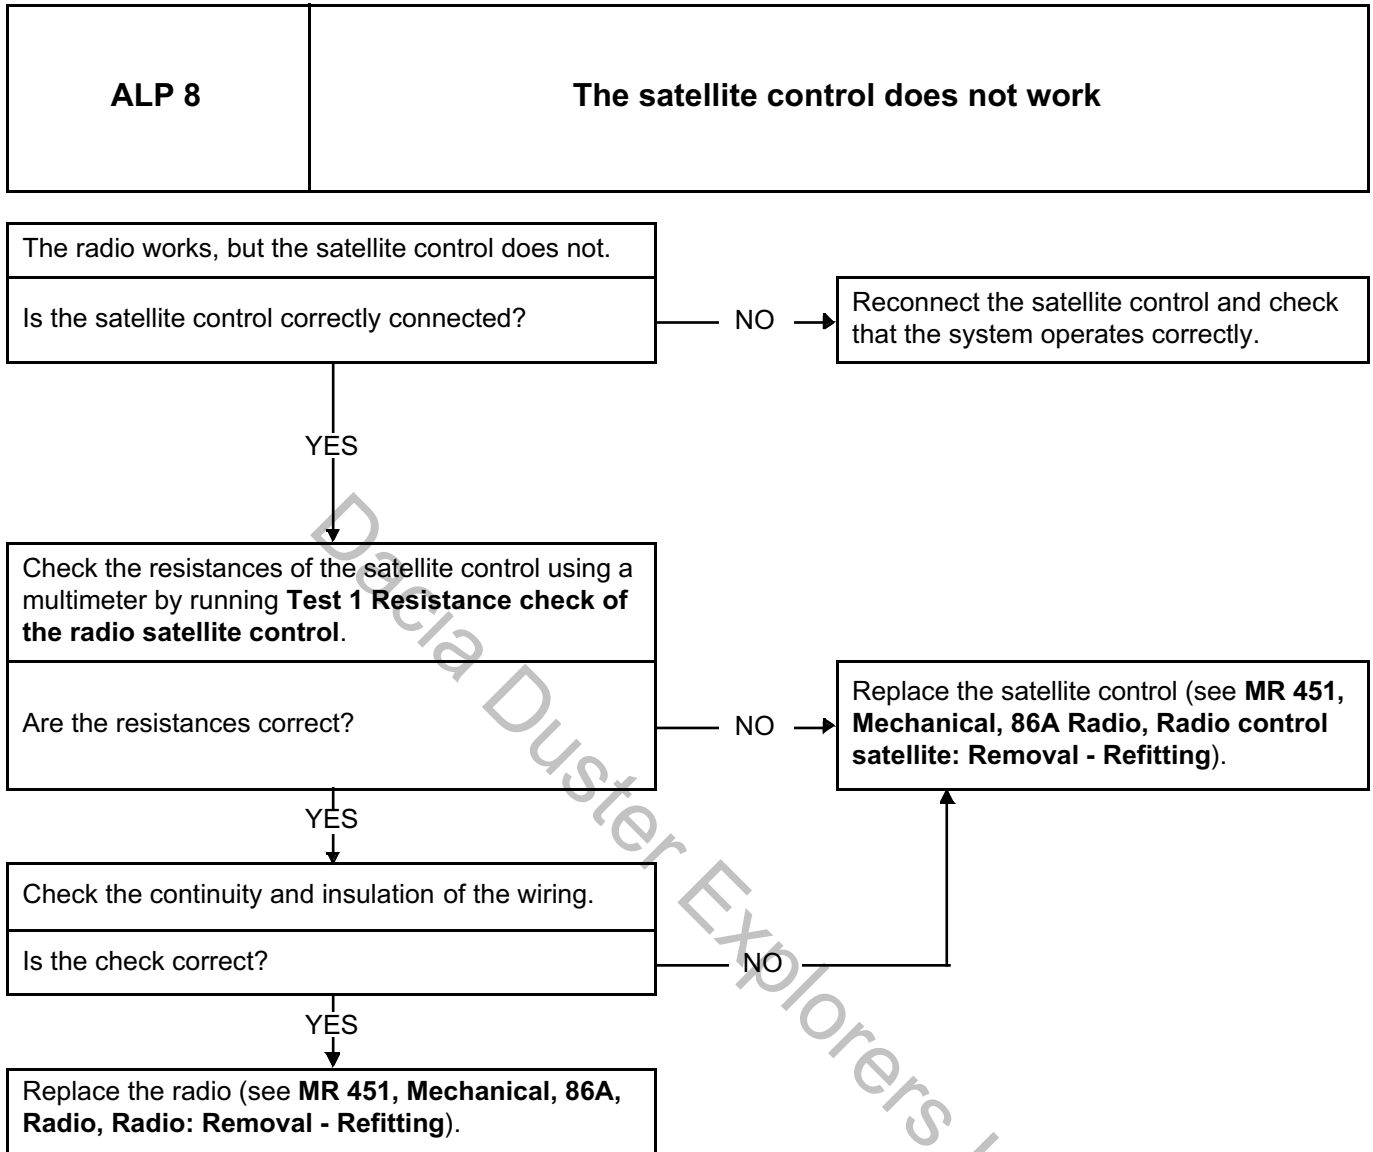 ALP 8
The satellite control does not work
The radio works, but the satellite control does not.
Is the satellite control correctly connected?
NO
Reconnect the satellite control and check
that the system operates correctly.
YES
Check the resistances of the satellite control using a
multimeter by running Test 1 Resistance check of
the radio satellite control.
Are the resistances correct?
NO
Replace the satellite control (see MR 451,
Mechanical, 86A Radio, Radio control
satellite: Removal - Refitting).
YES
Check the continuity and insulation of the wiring.
Is the check correct?
NO
YES
Replace the radio (see MR 451, Mechanical, 86A,
Radio, Radio: Removal - Refitting).
Dacia Duster Explorers